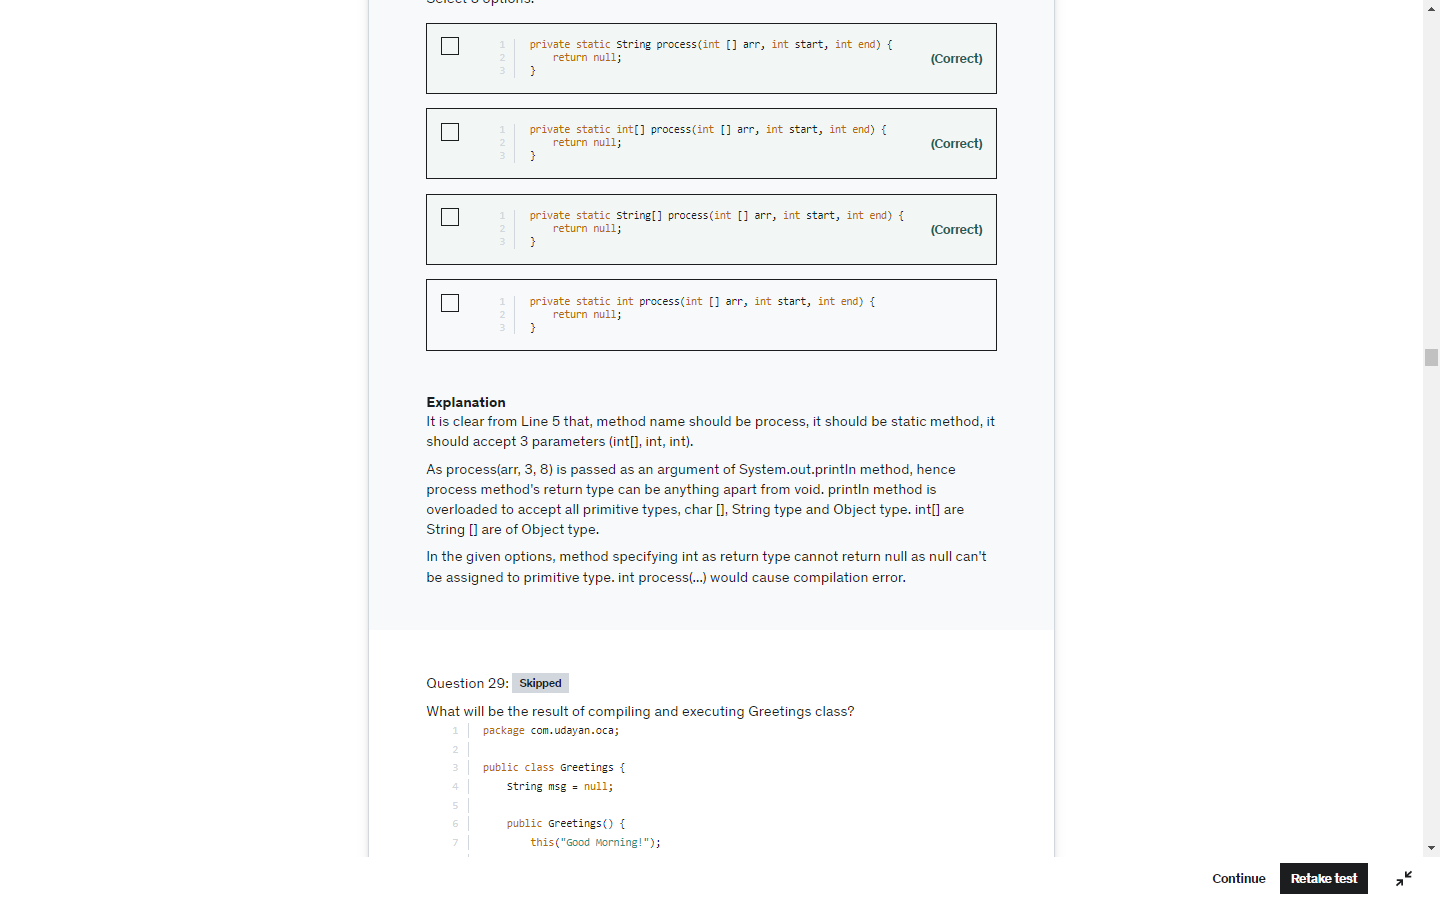 Select 3 options.
1 private static String process(int [] arr, int start, int end) {
2 return null;
3 }
(Correct)
1 private static int[] process(int [] arr, int start, int end) {
2 return null;
3 }
(Correct)
1 private static String[] process(int [] arr, int start, int end) {
2 return null;
3 }
(Correct)
1 private static int process(int [] arr, int start, int end) {
2 return null;
3 }
Explanation
It is clear from Line 5 that, method name should be process, it should be static method, it
should accept 3 parameters (int[], int, int).
As process(arr, 3, 8) is passed as an argument of System.out.println method, hence
process method's return type can be anything apart from void. println method is
overloaded to accept all primitive types, char [], String type and Object type. int[] are
String [] are of Object type.
In the given options, method specifying int as return type cannot return null as null can't
be assigned to primitive type. int process(...) would cause compilation error.
Question 29: Skipped
What will be the result of compiling and executing Greetings class?
1 package com.udayan.oca;
2
3 public class Greetings {
4 String msg = null;
5
6 public Greetings() {
7 this("Good Morning!");
Continue Retake test